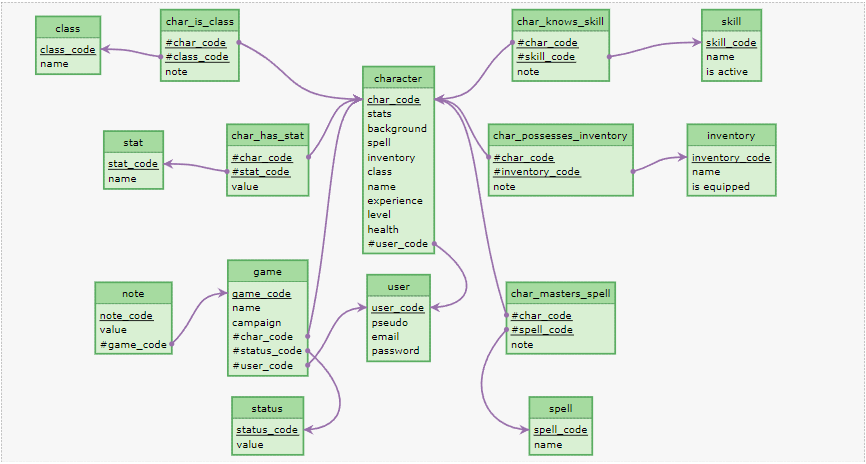 class
class_code
name
char_is_class
#char_code
#class_code
note
char_knows_skill
#char_code
#skill_code
note
skill
skill_code
name
is active
character
char_code
stats
background
spell
inventory
class
name
experience
level
health
#user_code
stat
stat_code
name
char_has_stat
#char_code
#stat_code
value
char_possesses_inventory
#char_code
#inventory_code
note
inventory
inventory_code
name
is equipped
note
note_code
value
#game_code
game
game_code
name
campaign
#char_code
#status_code
#user_code
user
user_code
pseudo
email
password
char_masters_spell
#char_code
#spell_code
note
status
status_code
value
spell
spell_code
name